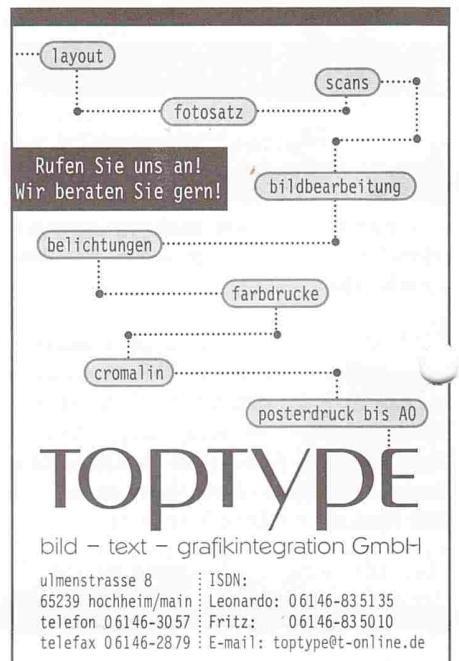 layout
scans
fotosatz
Rufen Sie uns an!
Wir beraten Sie gern!
bildbearbeitung
belichtungen
farbdrucke
cromalin
posterdruck bis A0
TOPTYPE
bild – text – grafikintegration GmbH
ulmenstrasse 8
65239 hochheim/main
telefon 06146-3057
telefax 06146-2879
ISDN:
Leonardo: 06146-835135
Fritz: 06146-835010
E-mail: toptype@t-online.de